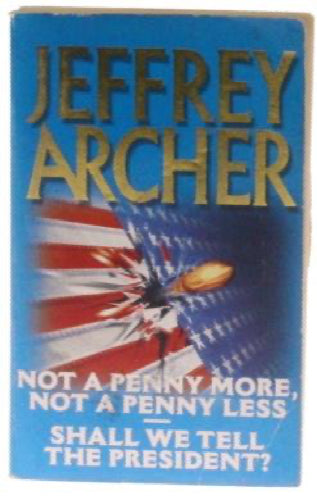 JEFFREY
ARCHER
NOT A PENNY MORE,
NOT A PENNY LESS
SHALL WE TELL
THE PRESIDENT?